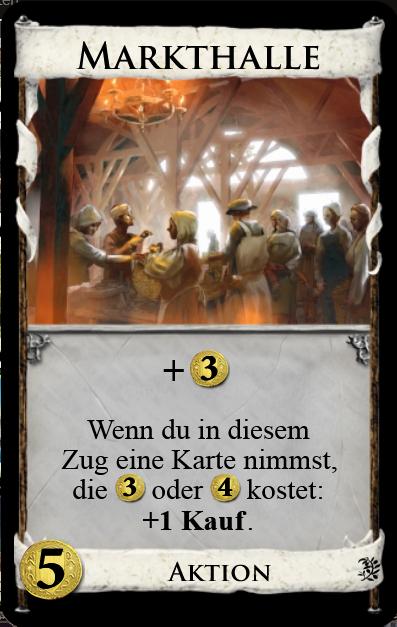 MARKTHALLE
+ 3
Wenn du in diesem
Zug eine Karte nimmst,
die 3 oder 4 kostet:
+1 Kauf.
5 AKTION